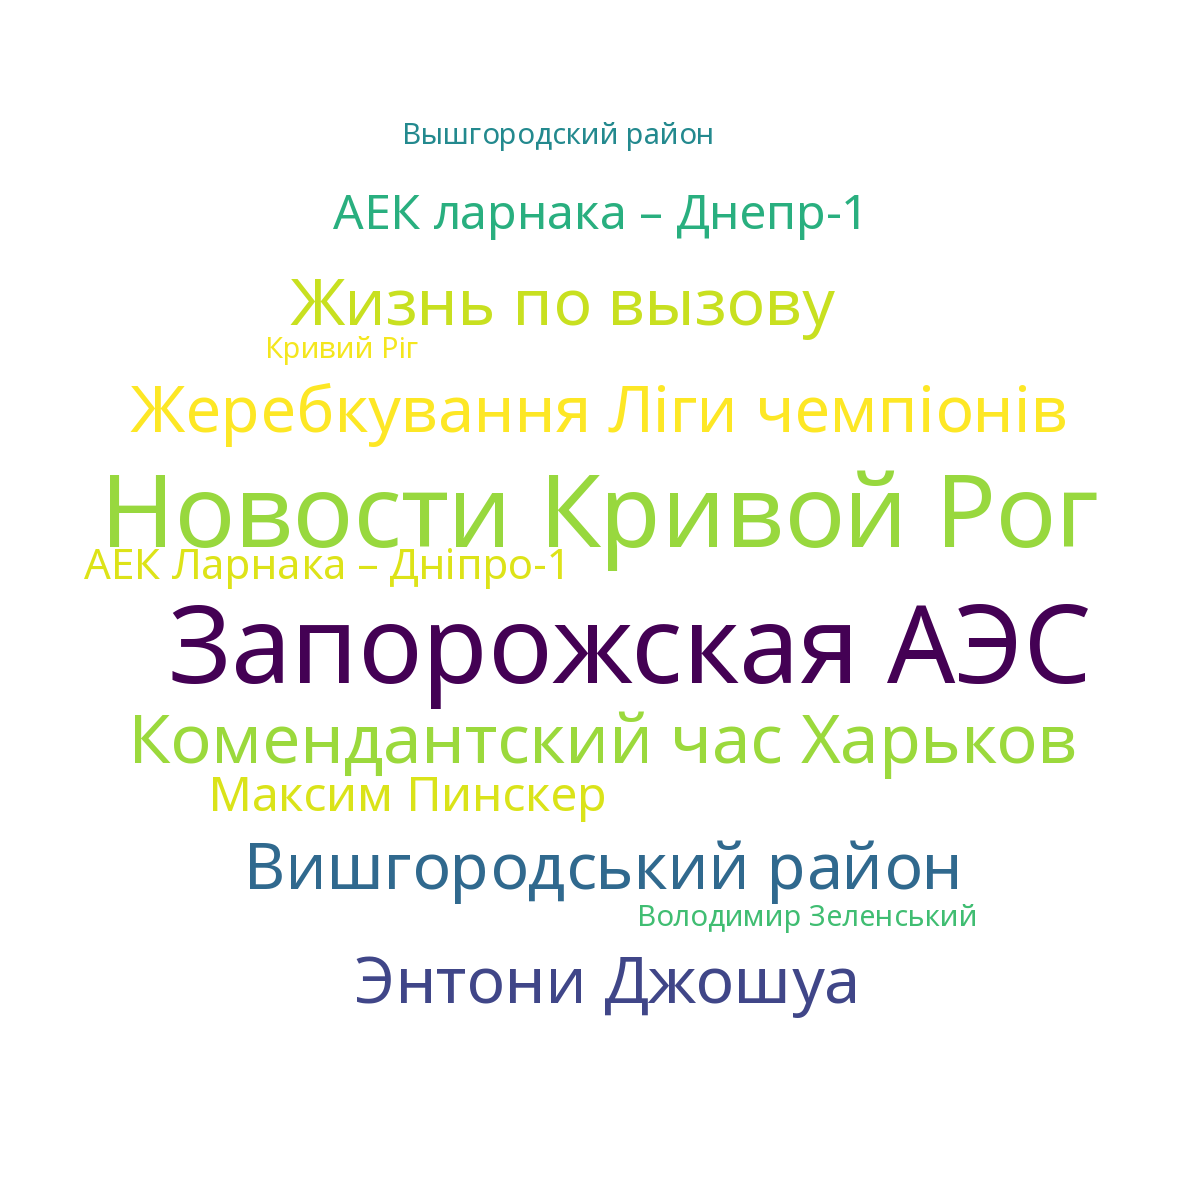 Вышгородский район
АЕК ларнака – Днепр-1
Жизнь по вызову
Кривий Ріг
Жеребкування Ліги чемпіонів
Новости Кривой Рог
АЕК Ларнака – Дніпро-1
Запорожская АЭС
Комендантский час Харьков
Максим Пинскер
Вишгородський район
Володимир Зеленський
Энтони Джошуа